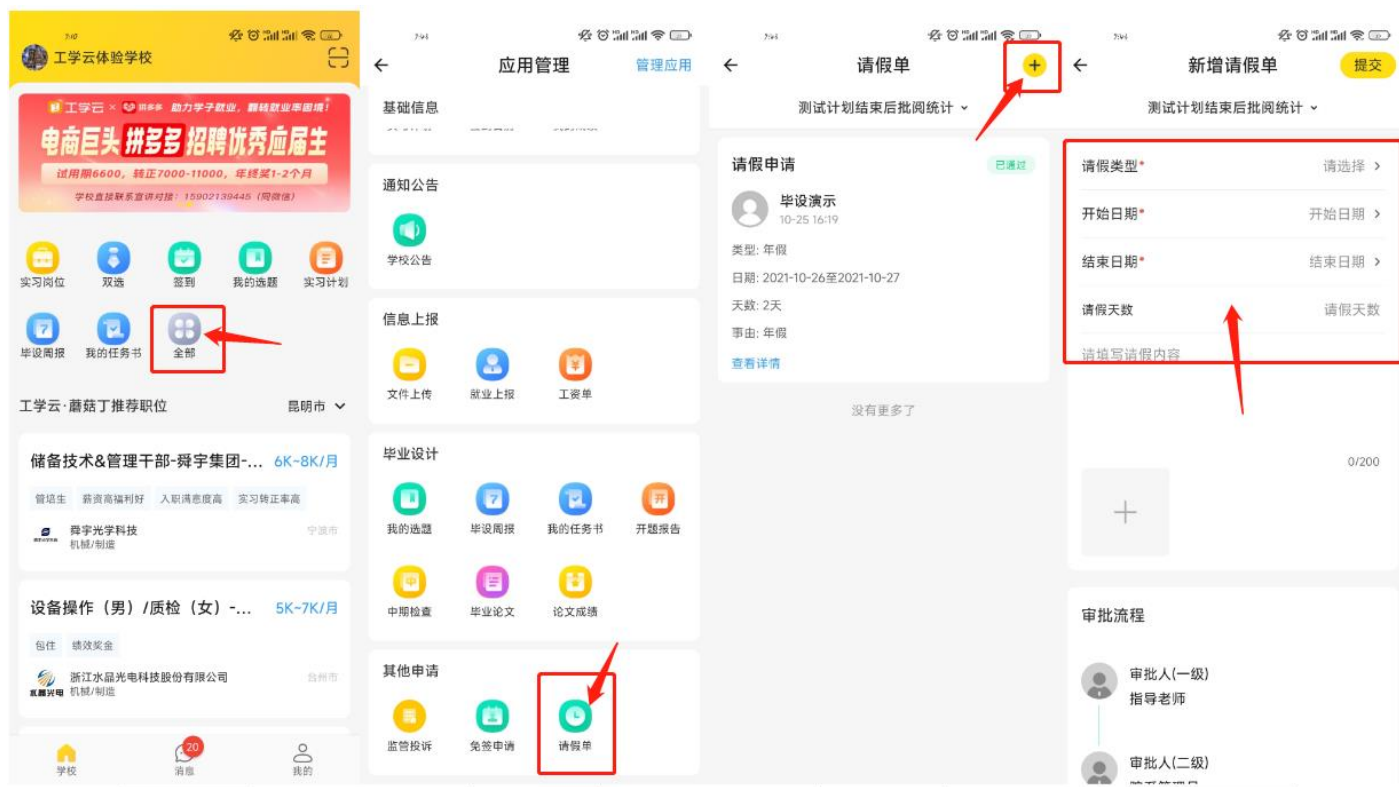 7:40
工学云体验学校
工学云 × 拼多多 助力学子就业,翻转就业率困境!
电商巨头 拼多多 招聘优秀应届生
试用期6600,转正7000-11000,年终奖1-2个月
学校直接联系宣讲对接:15902139445(同微信)
实习岗位 双选 签到 我的选题 实习计划
毕设周报 我的任务书 全部
工学云·蘑菇丁推荐职位 昆明市
储备技术&管理干部-舜宇集团-... 6K~8K/月
管培生 薪资高福利好 入职满意度高 实习转正率高
舜宇光学科技 宁波市
机械/制造
设备操作(男)/质检(女)-... 5K~7K/月
包住 绩效奖金
浙江水晶光电科技股份有限公司 台州市
水晶光电 机械/制造
20
学校 消息 我的
7:41
应用管理 管理应用
基础信息
通知公告
学校公告
信息上报
文件上传 就业上报 工资单
毕业设计
我的选题 毕设周报 我的任务书 开题报告
中期检查 毕业论文 论文成绩
其他申请
监管投诉 免签申请 请假单
7:41
请假单
测试计划结束后批阅统计
请假申请 已通过
毕设演示
10-25 16:19
类型: 年假
日期: 2021-10-26至2021-10-27
天数: 2天
事由: 年假
查看详情
没有更多了
7:41
新增请假单 提交
测试计划结束后批阅统计
请假类型* 请选择
开始日期* 开始日期
结束日期* 结束日期
请假天数 请假天数
请填写请假内容
0/200
审批流程
审批人(一级)
指导老师
审批人(二级)